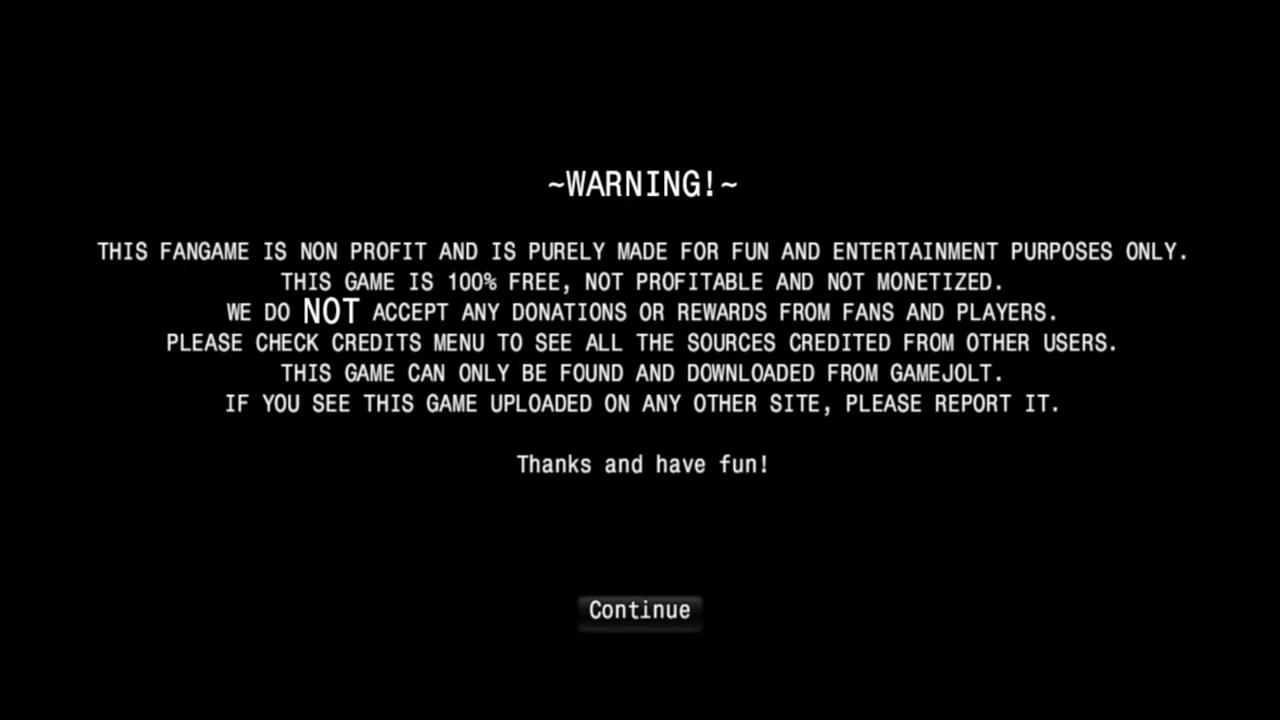 ~WARNING!~
THIS FANGAME IS NON PROFIT AND IS PURELY MADE FOR FUN AND ENTERTAINMENT PURPOSES ONLY.
THIS GAME IS 100% FREE, NOT PROFITABLE AND NOT MONETIZED.
WE DO NOT ACCEPT ANY DONATIONS OR REWARDS FROM FANS AND PLAYERS.
PLEASE CHECK CREDITS MENU TO SEE ALL THE SOURCES CREDITED FROM OTHER USERS.
THIS GAME CAN ONLY BE FOUND AND DOWNLOADED FROM GAMEJOLT.
IF YOU SEE THIS GAME UPLOADED ON ANY OTHER SITE, PLEASE REPORT IT.
Thanks and have fun!
Continue